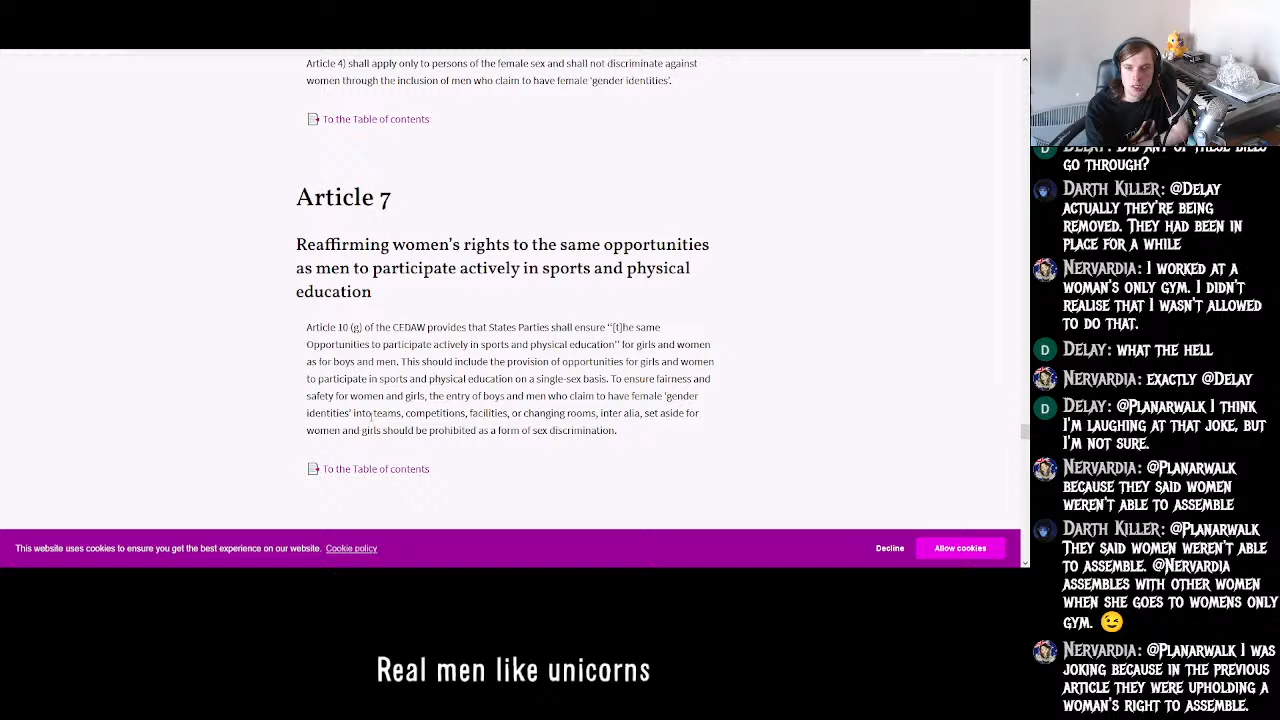 Article 4) shall apply only to persons of the female sex and shall not discriminate against
women through the inclusion of men who claim to have female ‘gender identities’.
To the Table of contents
Article 7
Reaffirming women’s rights to the same opportunities
as men to participate actively in sports and physical
education
Article 10 (g) of the CEDAW provides that States Parties shall ensure “[t]he same
Opportunities to participate actively in sports and physical education” for girls and women
as for boys and men. This should include the provision of opportunities for girls and women
to participate in sports and physical education on a single-sex basis. To ensure fairness and
safety for women and girls, the entry of boys and men who claim to have female ‘gender
identities’ into teams, competitions, facilities, or changing rooms, inter alia, set aside for
women and girls should be prohibited as a form of sex discrimination.
To the Table of contents
This website uses cookies to ensure you get the best experience on our website. Cookie policy
Decline
Allow cookies
Real men like unicorns
D
Delay: Did any of these bills
go through?
Darth Killer: @Delay
actually they're being
removed. They had been in
place for a while
Nervardia: I worked at a
woman's only gym. I didn't
realise that I wasn't allowed
to do that.
D
Delay: what the hell
Nervardia: exactly @Delay
D
Delay: @Planarwalk I think
I'm laughing at that joke, but
I'm not sure.
Nervardia: @Planarwalk
because they said women
weren't able to assemble
Darth Killer: @Planarwalk
They said women weren't able
to assemble. @Nervardia
assembles with other women
when she goes to womens only
gym. 😉
Nervardia: @Planarwalk I was
joking because in the previous
article they were upholding a
woman's right to assemble.